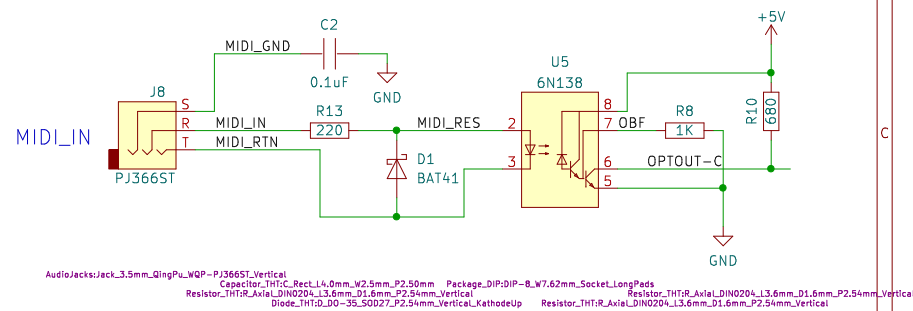 +5V
C2
MIDI_GND
0.1uF
GND
U5
6N138
J8
S
R
T
MIDI_IN
MIDI_IN
MIDI_RTN
PJ366ST
R13
220
MIDI_RES
D1
BAT41
2
3
8
7
6
5
OBF
R8
1K
R10
680
OPTOUT-C
GND
C
AudioJacks:Jack_3.5mm_QingPu_WQP-PJ366ST_Vertical
Capacitor_THT:C_Rect_L4.0mm_W2.5mm_P2.50mm Package_DIP:DIP-8_W7.62mm_Socket_LongPads
Resistor_THT:R_Axial_DIN0204_L3.6mm_D1.6mm_P2.54mm_Vertical Resistor_THT:R_Axial_DIN0204_L3.6mm_D1.6mm_P2.54mm_Vertical
Diode_THT:D_DO-35_SOD27_P2.54mm_Vertical_KathodeUp Resistor_THT:R_Axial_DIN0204_L3.6mm_D1.6mm_P2.54mm_Vertical